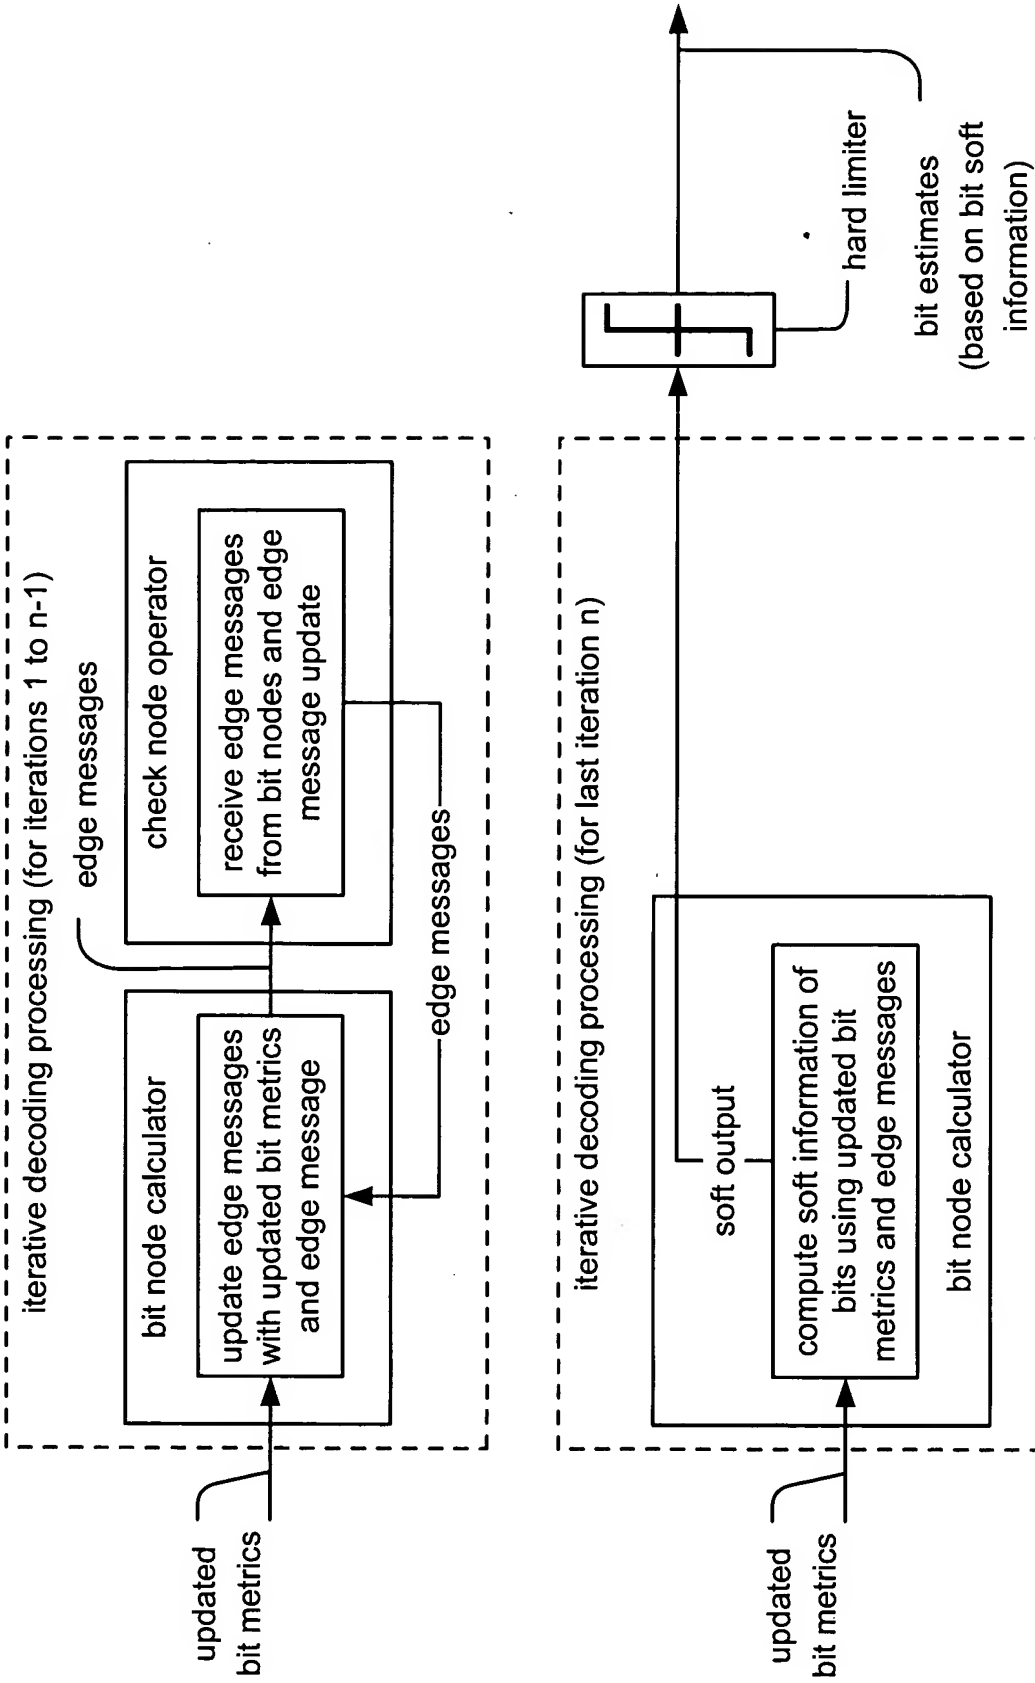 iterative decoding processing (for iterations 1 to n-1)
edge messages
bit node calculator
check node operator
updated
bit metrics
update edge messages
with updated bit metrics
and edge message
receive edge messages
from bit nodes and edge
message update
edge messages
iterative decoding processing (for last iteration n)
soft output
updated
bit metrics
compute soft information of
bits using updated bit
metrics and edge messages
bit node calculator
hard limiter
bit estimates
(based on bit soft
information)